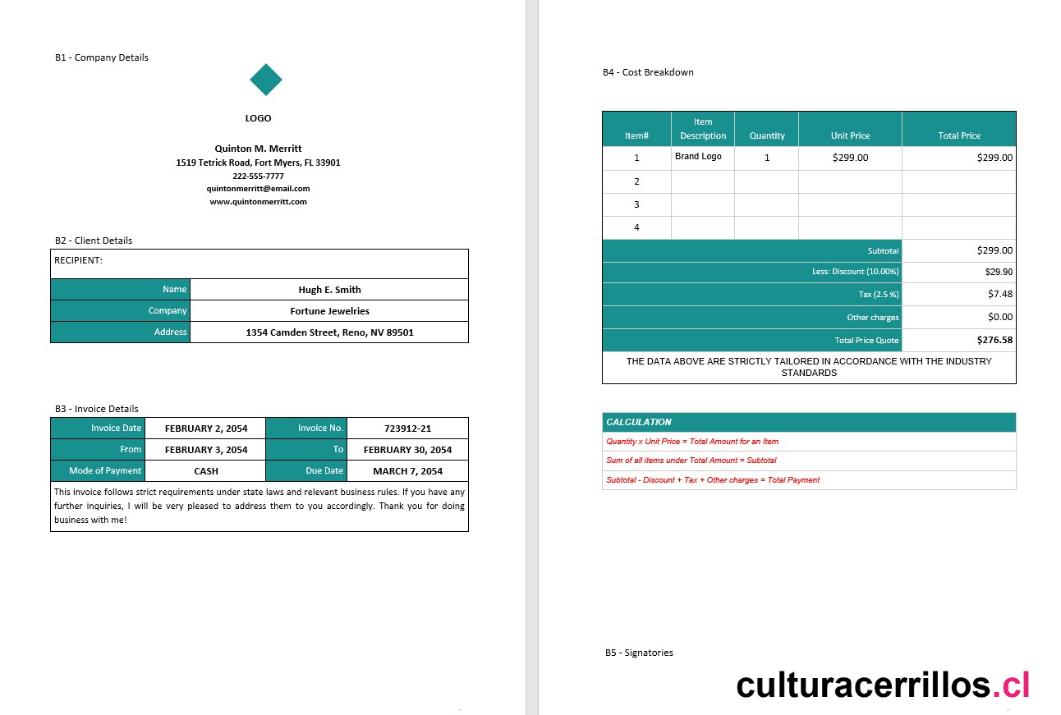 B1 - Company Details
LOGO
Quinton M. Merritt
1519 Tetrick Road, Fort Myers, FL 33901
222-555-7777
quintonmerritt@email.com
www.quintonmerritt.com
B2 - Client Details
RECIPIENT:
Name Hugh E. Smith
Company Fortune Jewelries
Address 1354 Camden Street, Reno, NV 89501
B3 - Invoice Details
Invoice Date FEBRUARY 2, 2054 Invoice No. 723912-21
From FEBRUARY 3, 2054 To FEBRUARY 30, 2054
Mode of Payment CASH Due Date MARCH 7, 2054
This invoice follows strict requirements under state laws and relevant business rules. If you have any
further inquiries, I will be very pleased to address them to you accordingly. Thank you for doing
business with me!
B4 - Cost Breakdown
Item# Item Description Quantity Unit Price Total Price
1 Brand Logo 1 $299.00 $299.00
2
3
4
Subtotal $299.00
Less: Discount (10.00%) $29.90
Tax (2.5 %) $7.48
Other charges $0.00
Total Price Quote $276.58
THE DATA ABOVE ARE STRICTLY TAILORED IN ACCORDANCE WITH THE INDUSTRY
STANDARDS
CALCULATION
Quantity x Unit Price = Total Amount for an Item
Sum of all items under Total Amount = Subtotal
Subtotal - Discount + Tax + Other charges = Total Payment
B5 - Signatories
culturacerrillos.cl